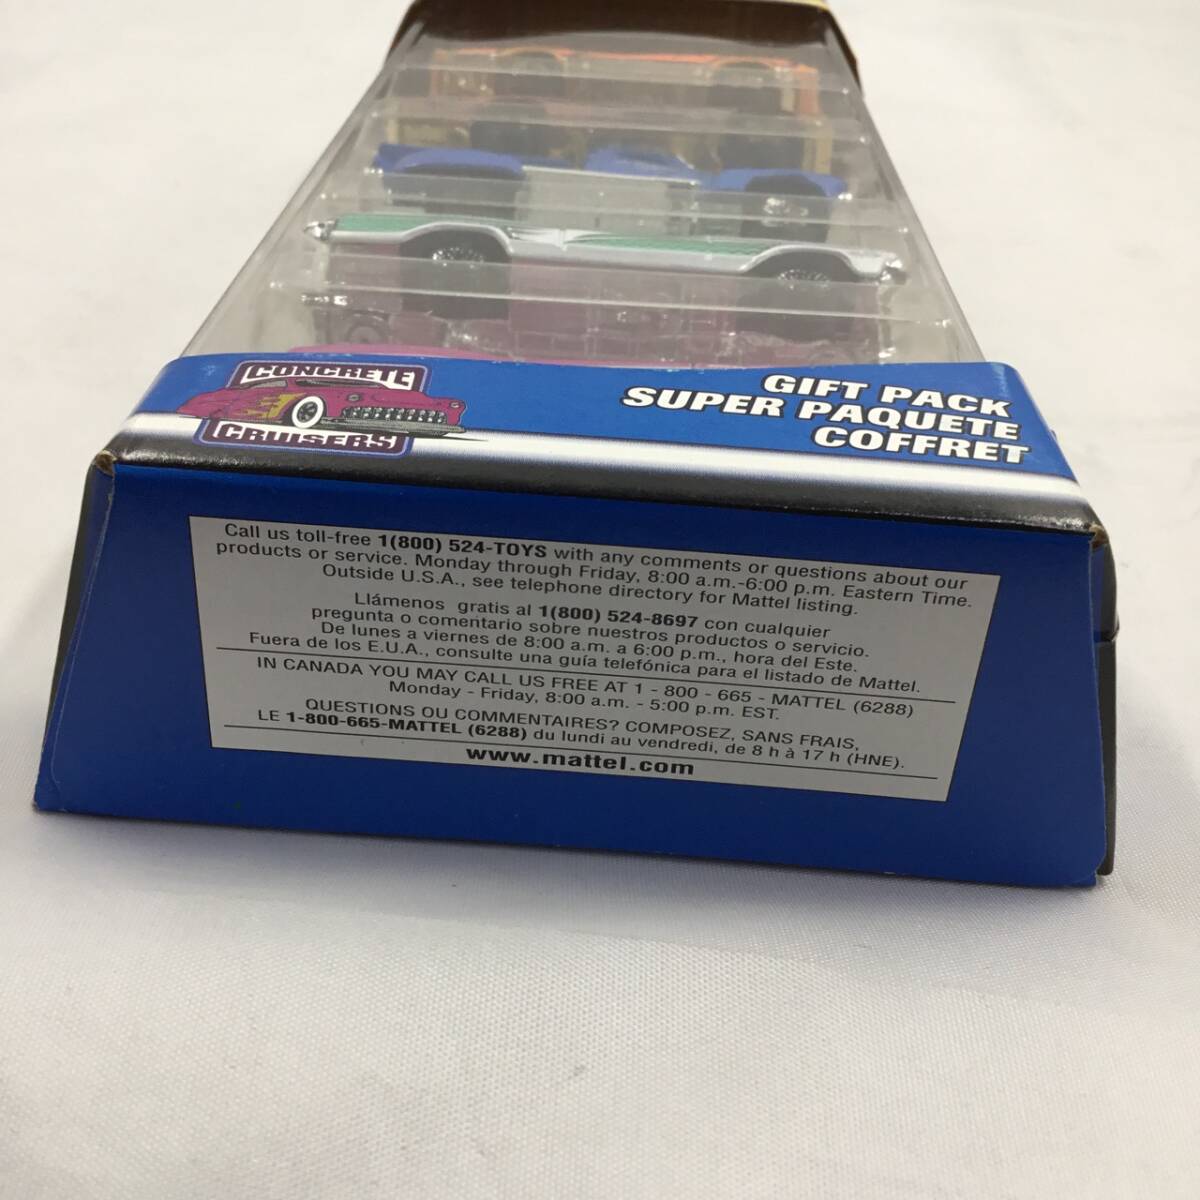 CONCRETE
CRUISERS
GIFT PACK
SUPER PAQUETE
COFFRET
Call us toll-free 1(800) 524-TOYS with any comments or questions about our
products or service. Monday through Friday, 8:00 a.m.-6:00 p.m. Eastern Time.
Outside U.S.A., see telephone directory for Mattel listing.
Llámenos gratis al 1(800) 524-8697 con cualquier
pregunta o comentario sobre nuestros productos o servicio.
De lunes a viernes de 8:00 a.m. a 6:00 p.m., hora del Este.
Fuera de los E.U.A., consulte una guía telefónica para el listado de Mattel.
IN CANADA YOU MAY CALL US FREE AT 1 - 800 - 665 - MATTEL (6288)
Monday - Friday, 8:00 a.m. - 5:00 p.m. EST.
QUESTIONS OU COMMENTAIRES? COMPOSEZ, SANS FRAIS,
LE 1-800-665-MATTEL (6288) du lundi au vendredi, de 8 h à 17 h (HNE).
www.mattel.com